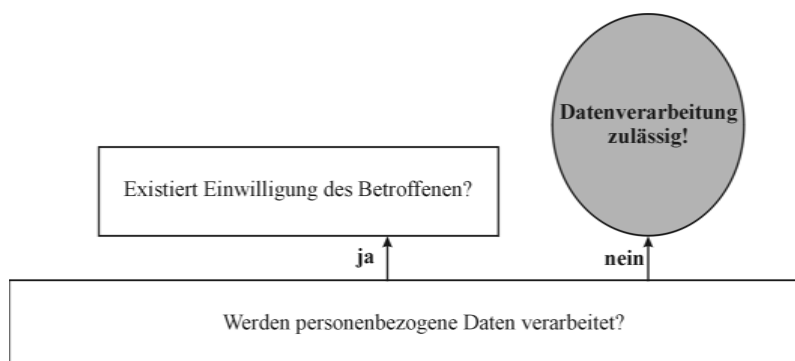 Datenverarbeitung
zulässig!
Existiert Einwilligung des Betroffenen?
ja
nein
Werden personenbezogene Daten verarbeitet?